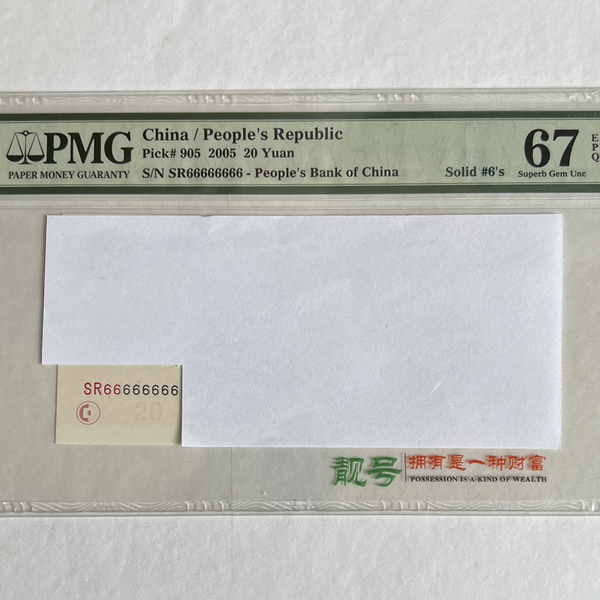 PMG
PAPER MONEY GUARANTY
China / People's Republic
Pick# 905 2005 20 Yuan
S/N SR66666666 - People's Bank of China
Solid #6's
67
EPQ
Superb Gem Unc
SR66666666
20
靓号
拥有是一种财富
POSSESSION IS A KIND OF WEALTH